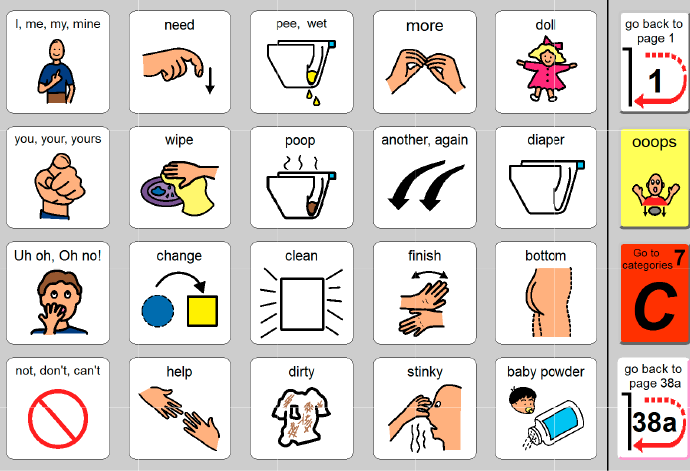 I, me, my, mine
need
pee, wet
more
doll
go back to
page 1
1
you, your, yours
wipe
poop
another, again
diaper
ooops
Uh oh, Oh no!
change
clean
finish
bottom
Go to
categories 7
C
not, don't, can't
help
dirty
stinky
baby powder
go back to
page 38a
38a